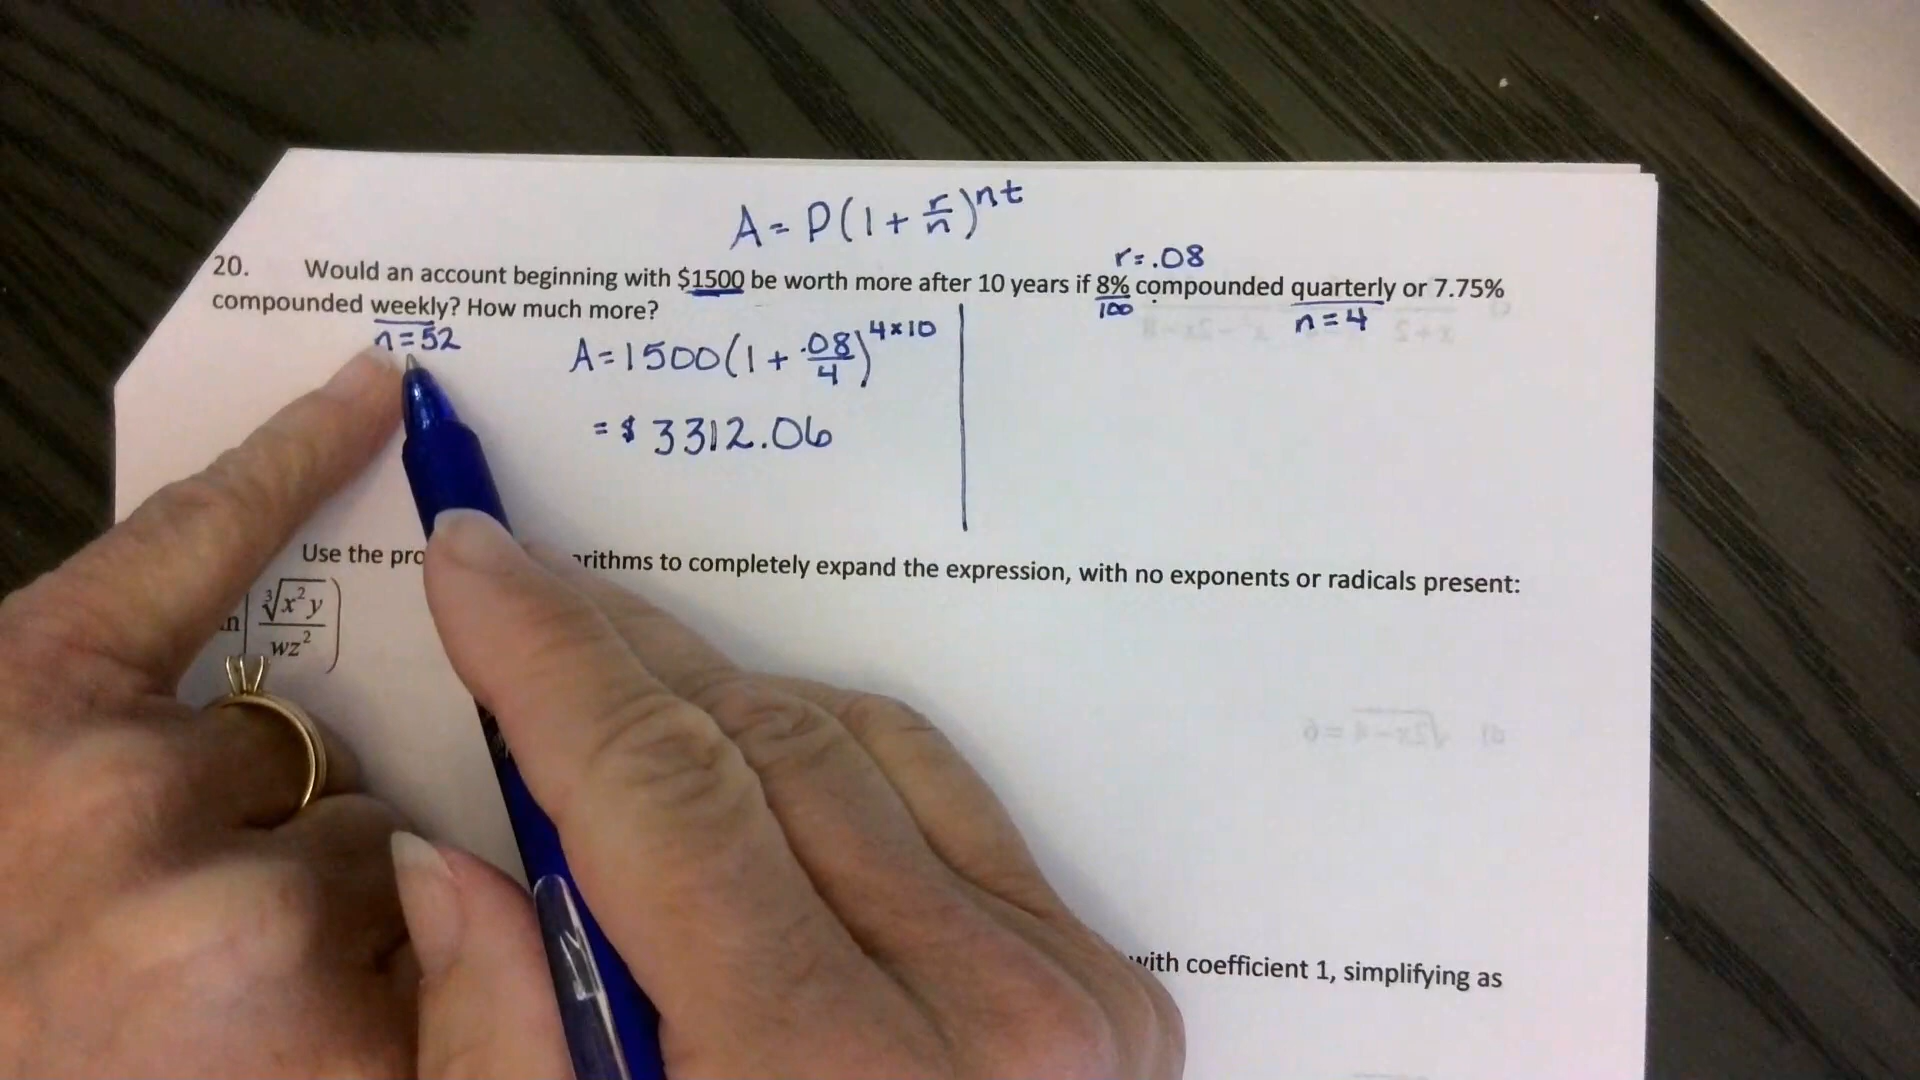 A = P(1 + r/n)^nt
r = .08
20. Would an account beginning with $1500 be worth more after 10 years if 8% compounded quarterly or 7.75%
compounded weekly? How much more?
100
n = 4
n = 52
A = 1500(1 + .08/4)^4×10
= $ 3312.06
Use the arithms to completely expand the expression, with no exponents or radicals present:
∛x²y / wz²
with coefficient 1, simplifying as